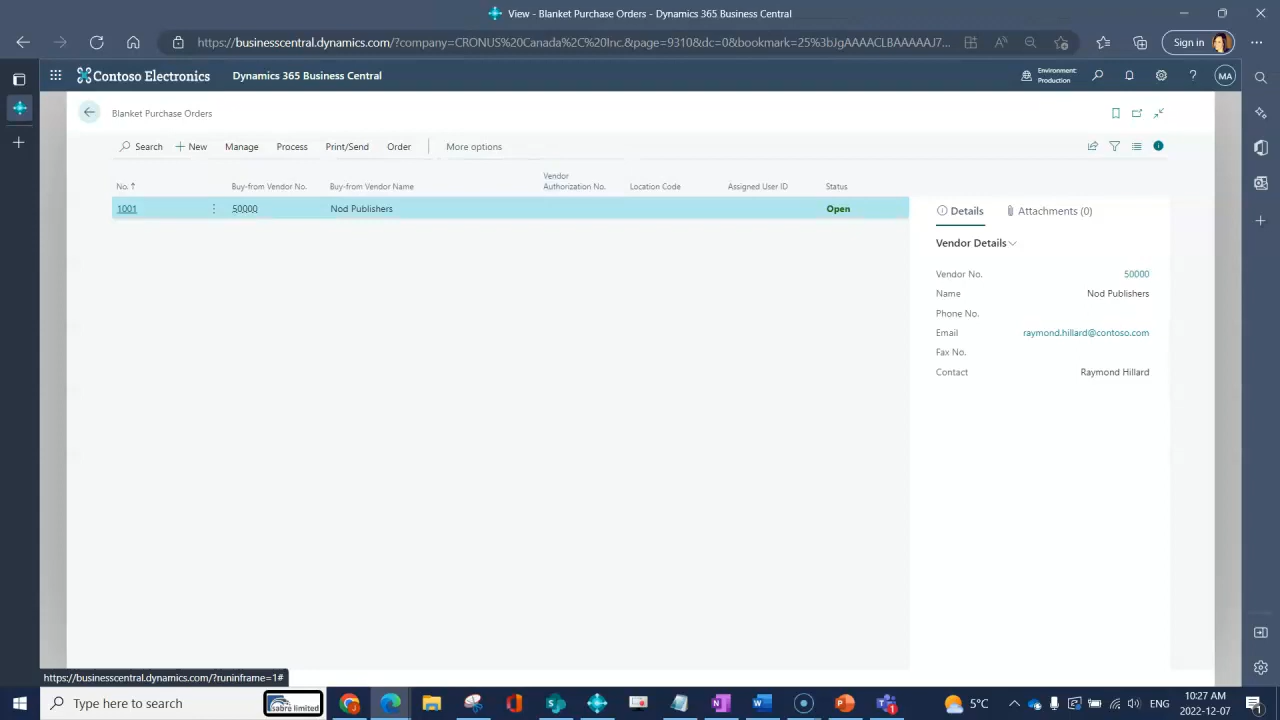 View - Blanket Purchase Orders - Dynamics 365 Business Central
https://businesscentral.dynamics.com/?company=CRONUS%20Canada%2C%20Inc.&page=9310&dc=0&bookmark=25%3bJgAAAACLBAAAAAJ7...
Sign in
Contoso Electronics
Dynamics 365 Business Central
Environment:
Production
MA
Blanket Purchase Orders
Search
New
Manage
Process
Print/Send
Order
More options
No. ↑
Buy-from Vendor No.
Buy-from Vendor Name
Vendor
Authorization No.
Location Code
Assigned User ID
Status
1001
50000
Nod Publishers
Open
Details
Attachments (0)
Vendor Details
Vendor No.
50000
Name
Nod Publishers
Phone No.
Email
raymond.hillard@contoso.com
Fax No.
Contact
Raymond Hillard
https://businesscentral.dynamics.com/?runinframe=1#
Type here to search
sabre limited
5°C
10:27 AM
2022-12-07